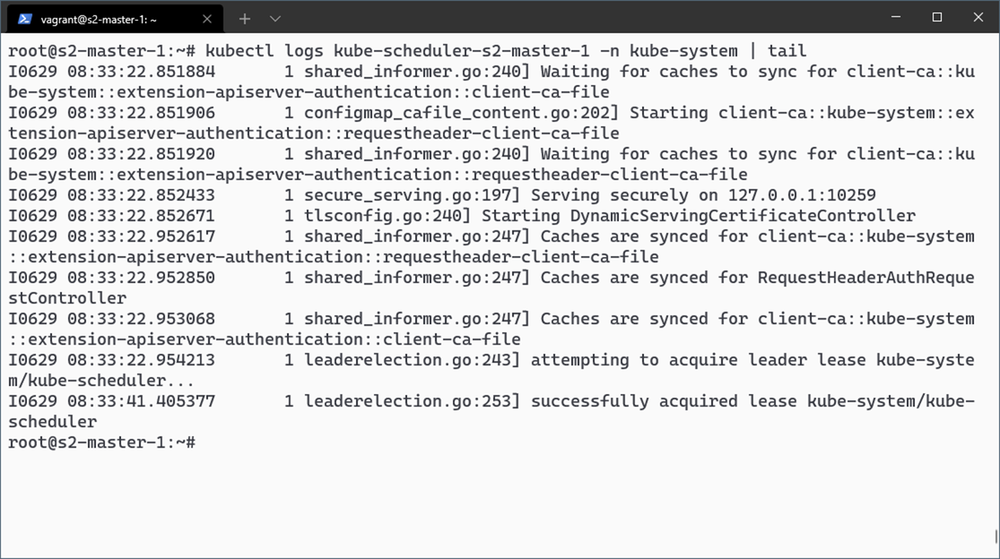 vagrant@s2-master-1: ~
root@s2-master-1:~# kubectl logs kube-scheduler-s2-master-1 -n kube-system | tail
I0629 08:33:22.851884       1 shared_informer.go:240] Waiting for caches to sync for client-ca::ku
be-system::extension-apiserver-authentication::client-ca-file
I0629 08:33:22.851906       1 configmap_cafile_content.go:202] Starting client-ca::kube-system::ex
tension-apiserver-authentication::requestheader-client-ca-file
I0629 08:33:22.851920       1 shared_informer.go:240] Waiting for caches to sync for client-ca::ku
be-system::extension-apiserver-authentication::requestheader-client-ca-file
I0629 08:33:22.852433       1 secure_serving.go:197] Serving securely on 127.0.0.1:10259
I0629 08:33:22.852671       1 tlsconfig.go:240] Starting DynamicServingCertificateController
I0629 08:33:22.952617       1 shared_informer.go:247] Caches are synced for client-ca::kube-system
::extension-apiserver-authentication::requestheader-client-ca-file
I0629 08:33:22.952850       1 shared_informer.go:247] Caches are synced for RequestHeaderAuthReque
stController
I0629 08:33:22.953068       1 shared_informer.go:247] Caches are synced for client-ca::kube-system
::extension-apiserver-authentication::client-ca-file
I0629 08:33:22.954213       1 leaderelection.go:243] attempting to acquire leader lease kube-syste
m/kube-scheduler...
I0629 08:33:41.405377       1 leaderelection.go:253] successfully acquired lease kube-system/kube-
scheduler
root@s2-master-1:~#